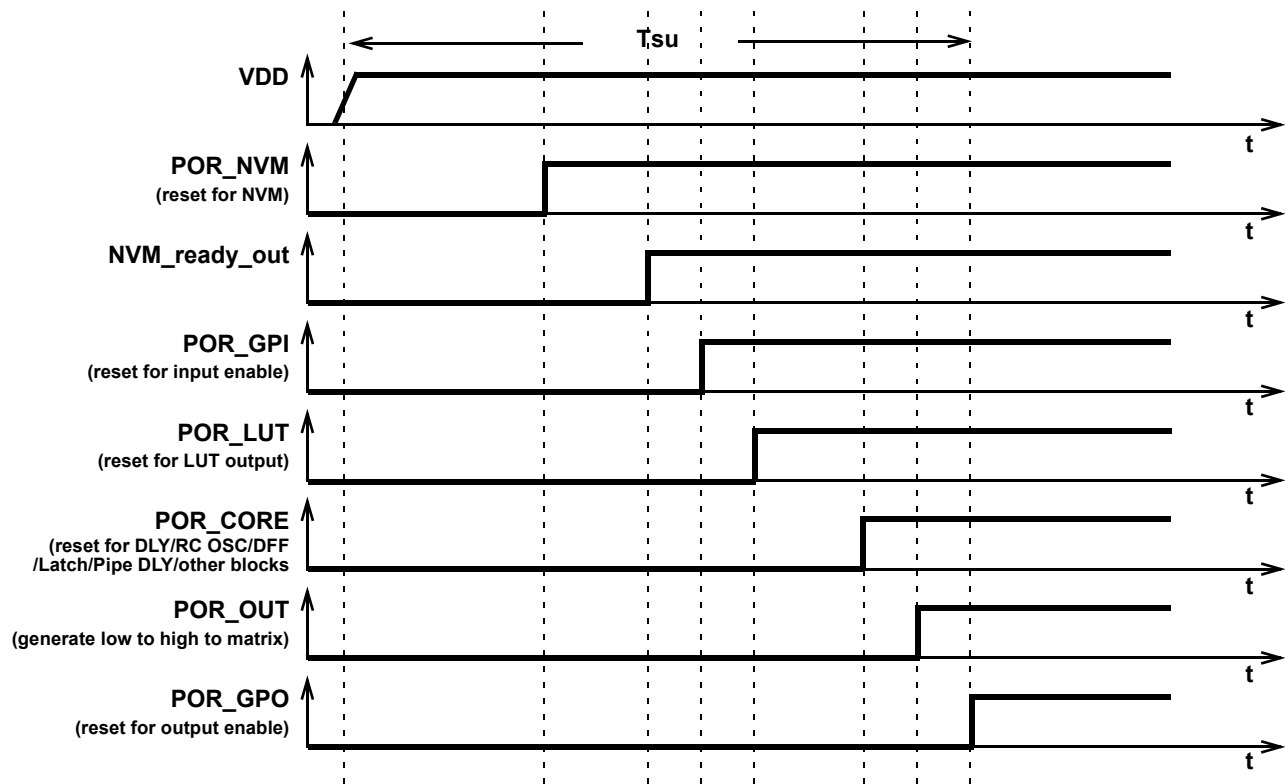 Tsu
VDD
t
POR_NVM
(reset for NVM)
t
NVM_ready_out
t
POR_GPI
(reset for input enable)
t
POR_LUT
(reset for LUT output)
t
POR_CORE
(reset for DLY/RC OSC/DFF
/Latch/Pipe DLY/other blocks
t
POR_OUT
(generate low to high to matrix)
t
POR_GPO
(reset for output enable)
t